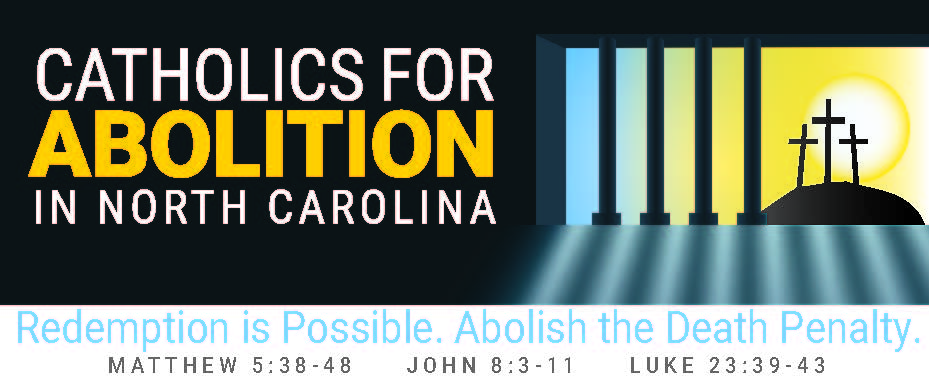 CATHOLICS FOR
ABOLITION
IN NORTH CAROLINA
Redemption is Possible. Abolish the Death Penalty.
MATTHEW 5:38-48 JOHN 8:3-11 LUKE 23:39-43